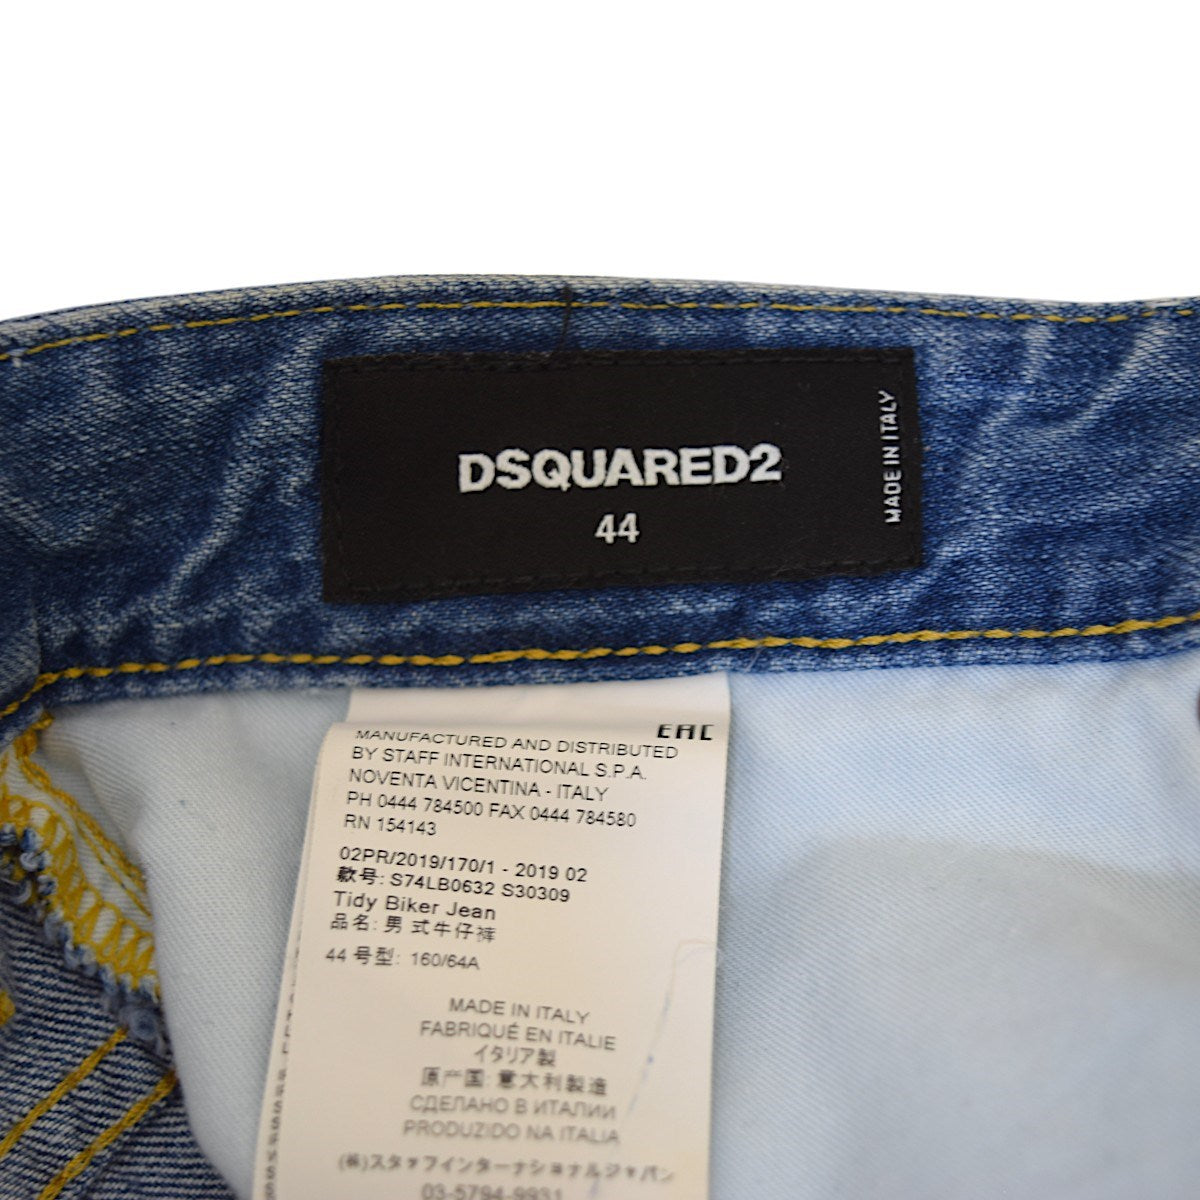 DSQUARED2
44
MADE IN ITALY
EAC
MANUFACTURED AND DISTRIBUTED
BY STAFF INTERNATIONAL S.P.A.
NOVENTA VICENTINA - ITALY
PH 0444 784500 FAX 0444 784580
RN 154143
02PR/2019/170/1 - 2019 02
款号: S74LB0632 S30309
Tidy Biker Jean
品名: 男 式牛仔裤
44 号型: 160/64A
MADE IN ITALY
FABRIQUÉ EN ITALIE
イタリア製
原产国: 意大利製造
СДЕЛАНО В ИТАЛИИ
PRODUZIDO NA ITALIA
(株)スタッフインターナショナルジャパン
03-5794-9931